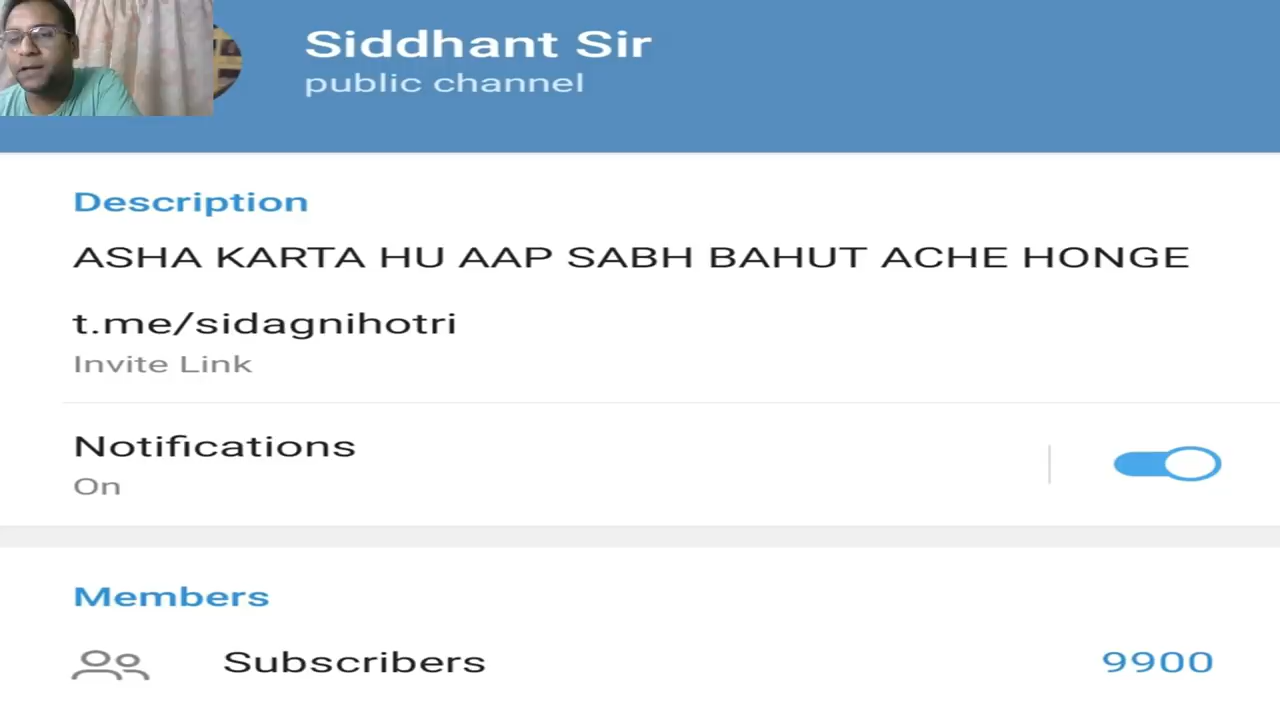 Siddhant Sir
public channel
Description
ASHA KARTA HU AAP SABH BAHUT ACHE HONGE
t.me/sidagnihotri
Invite Link
Notifications
On
Members
Subscribers 9900